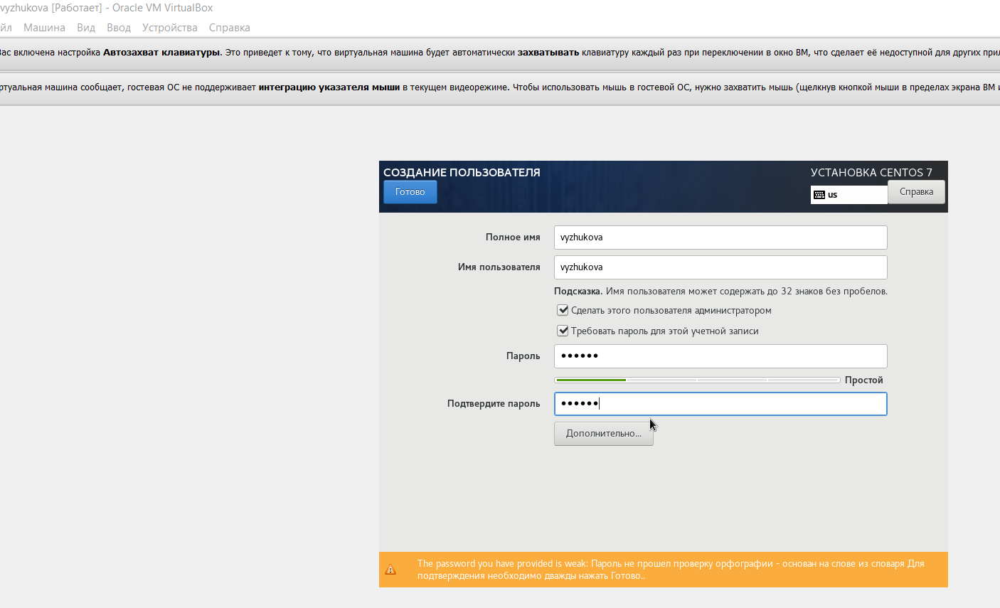 vyzhukova [Работает] - Oracle VM VirtualBox
йл Машина Вид Ввод Устройства Справка
Вас включена настройка Автозахват клавиатуры. Это приведет к тому, что виртуальная машина будет автоматически захватывать клавиатуру каждый раз при переключении в окно ВМ, что сделает её недоступной для других при
ртуальная машина сообщает, гостевая ОС не поддерживает интеграцию указателя мыши в текущем видеорежиме. Чтобы использовать мышь в гостевой ОС, нужно захватить мышь (щелкнув кнопкой мыши в пределах экрана ВМ и
СОЗДАНИЕ ПОЛЬЗОВАТЕЛЯ
УСТАНОВКА CENTOS 7
Готово
us
Справка
Полное имя vyzhukova
Имя пользователя vyzhukova
Подсказка. Имя пользователя может содержать до 32 знаков без пробелов.
Сделать этого пользователя администратором
Требовать пароль для этой учетной записи
Пароль ••••••
Простой
Подтвердите пароль ••••••
Дополнительно...
The password you have provided is weak: Пароль не прошел проверку орфографии - основан на слове из словаря Для
подтверждения необходимо дважды нажать Готово..